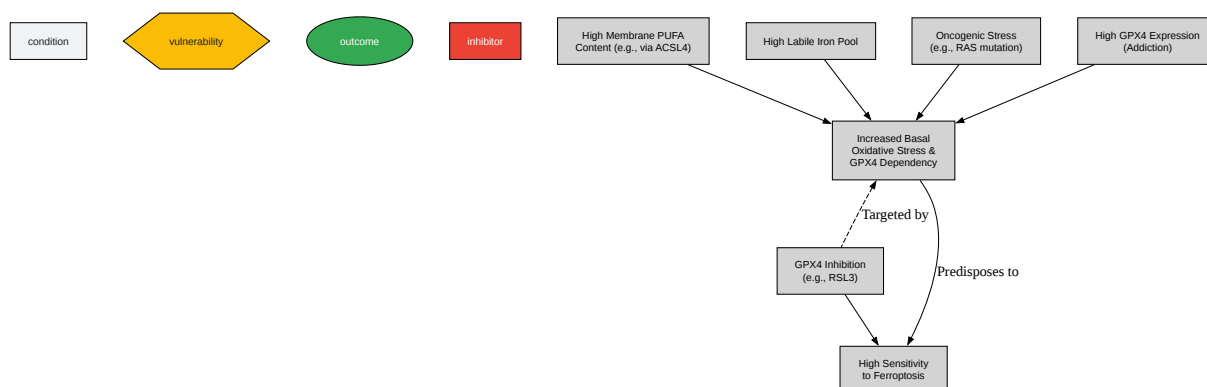 condition
vulnerability
outcome
inhibitor
High Membrane PUFA
Content (e.g., via ACSL4)
High Labile Iron Pool
Oncogenic Stress
(e.g., RAS mutation)
High GPX4 Expression
(Addiction)
Increased Basal
Oxidative Stress &
GPX4 Dependency
Targeted by
GPX4 Inhibition
(e.g., RSL3)
Predisposes to
High Sensitivity
to Ferroptosis